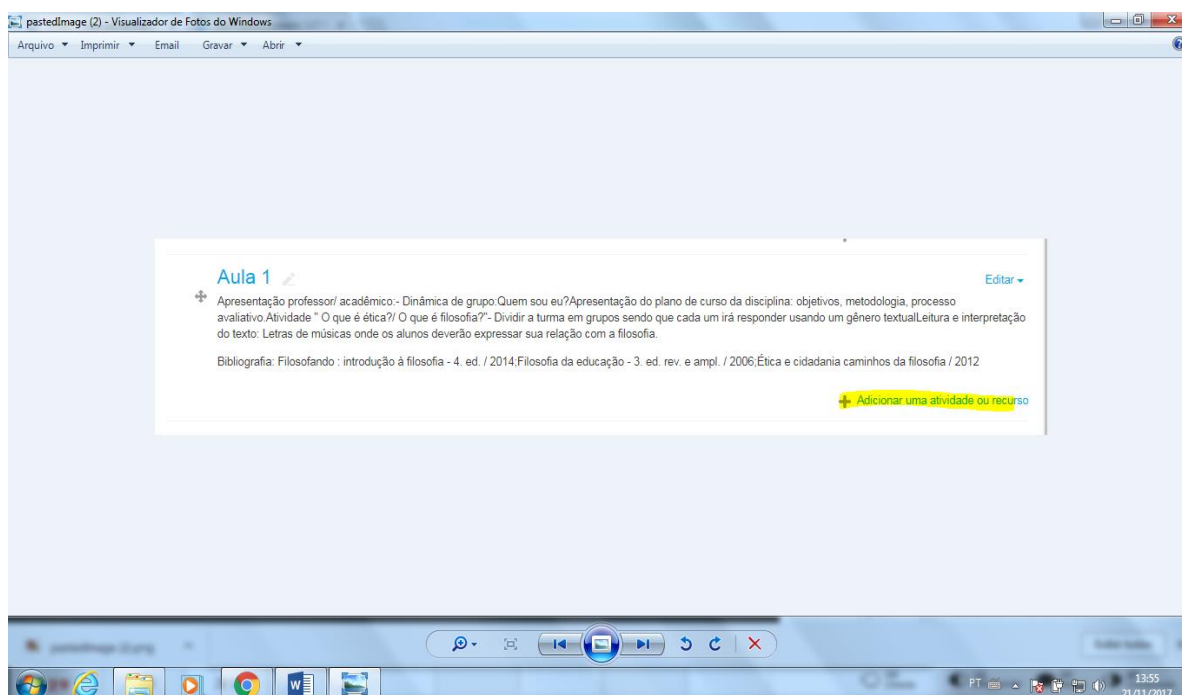 pastedImage (2) - Visualizador de Fotos do Windows
Arquivo Imprimir Email Gravar Abrir
Aula 1
Editar
Apresentação professor/ acadêmico:- Dinâmica de grupo:Quem sou eu?Apresentação do plano de curso da disciplina: objetivos, metodologia, processo
avaliativo.Atividade " O que é ética?/ O que é filosofia?"- Dividir a turma em grupos sendo que cada um irá responder usando um gênero textualLeitura e interpretação
do texto: Letras de músicas onde os alunos deverão expressar sua relação com a filosofia.
Bibliografia: Filosofando : introdução à filosofia - 4. ed. / 2014;Filosofia da educação - 3. ed. rev. e ampl. / 2006;Ética e cidadania caminhos da filosofia / 2012
Adicionar uma atividade ou recurso
PT
13:55
21/11/2017